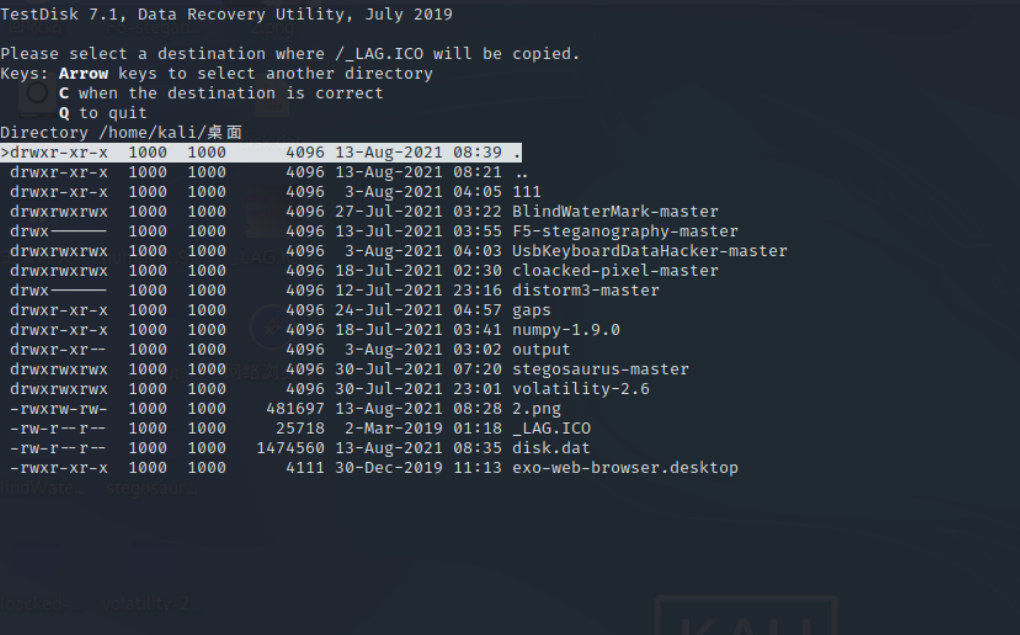 TestDisk 7.1, Data Recovery Utility, July 2019
Please select a destination where /_LAG.ICO will be copied.
Keys: Arrow keys to select another directory
C when the destination is correct
Q to quit
Directory /home/kali/桌面
>drwxr-xr-x 1000 1000 4096 13-Aug-2021 08:39 .
drwxr-xr-x 1000 1000 4096 13-Aug-2021 08:21 ..
drwxr-xr-x 1000 1000 4096 3-Aug-2021 04:05 111
drwxrwxrwx 1000 1000 4096 27-Jul-2021 03:22 BlindWaterMark-master
drwx------ 1000 1000 4096 13-Jul-2021 03:55 F5-steganography-master
drwxrwxrwx 1000 1000 4096 3-Aug-2021 04:03 UsbKeyboardDataHacker-master
drwxrwxrwx 1000 1000 4096 18-Jul-2021 02:30 cloacked-pixel-master
drwx------ 1000 1000 4096 12-Jul-2021 23:16 distorm3-master
drwxr-xr-x 1000 1000 4096 24-Jul-2021 04:57 gaps
drwxr-xr-x 1000 1000 4096 18-Jul-2021 03:41 numpy-1.9.0
drwxr-xr-- 1000 1000 4096 3-Aug-2021 03:02 output
drwxrwxrwx 1000 1000 4096 30-Jul-2021 07:20 stegosaurus-master
drwxrwxrwx 1000 1000 4096 30-Jul-2021 23:01 volatility-2.6
-rwxrw-rw- 1000 1000 481697 13-Aug-2021 08:28 2.png
-rw-r--r-- 1000 1000 25718 2-Mar-2019 01:18 _LAG.ICO
-rw-r--r-- 1000 1000 1474560 13-Aug-2021 08:35 disk.dat
-rwxr-xr-x 1000 1000 4111 30-Dec-2019 11:13 exo-web-browser.desktop
lindWate... stegosaur...
loacked-... volatility-2...
KALI